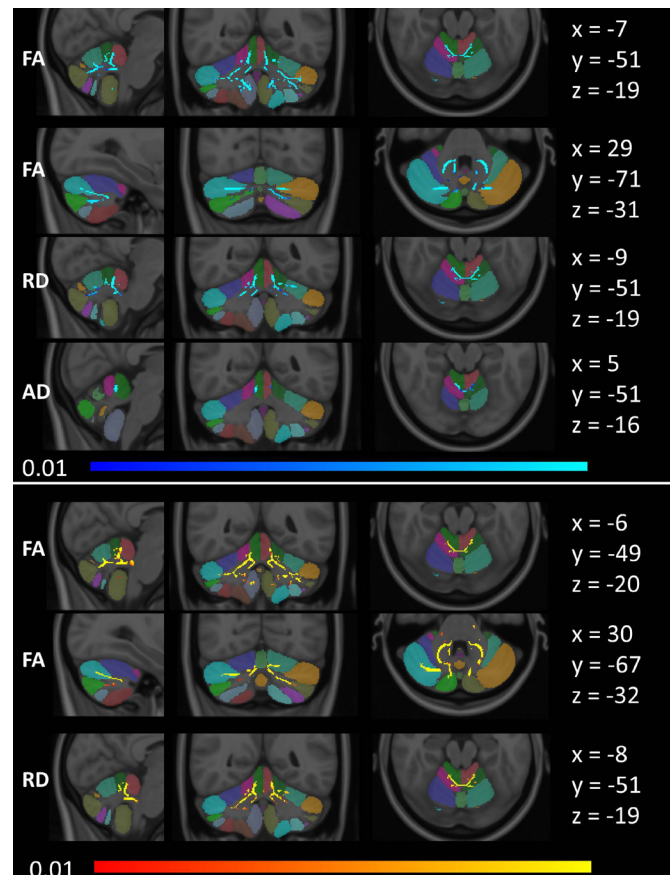 FA
x = -7
y = -51
z = -19
FA
x = 29
y = -71
z = -31
RD
x = -9
y = -51
z = -19
AD
x = 5
y = -51
z = -16
0.01
FA
x = -6
y = -49
z = -20
FA
x = 30
y = -67
z = -32
RD
x = -8
y = -51
z = -19
0.01